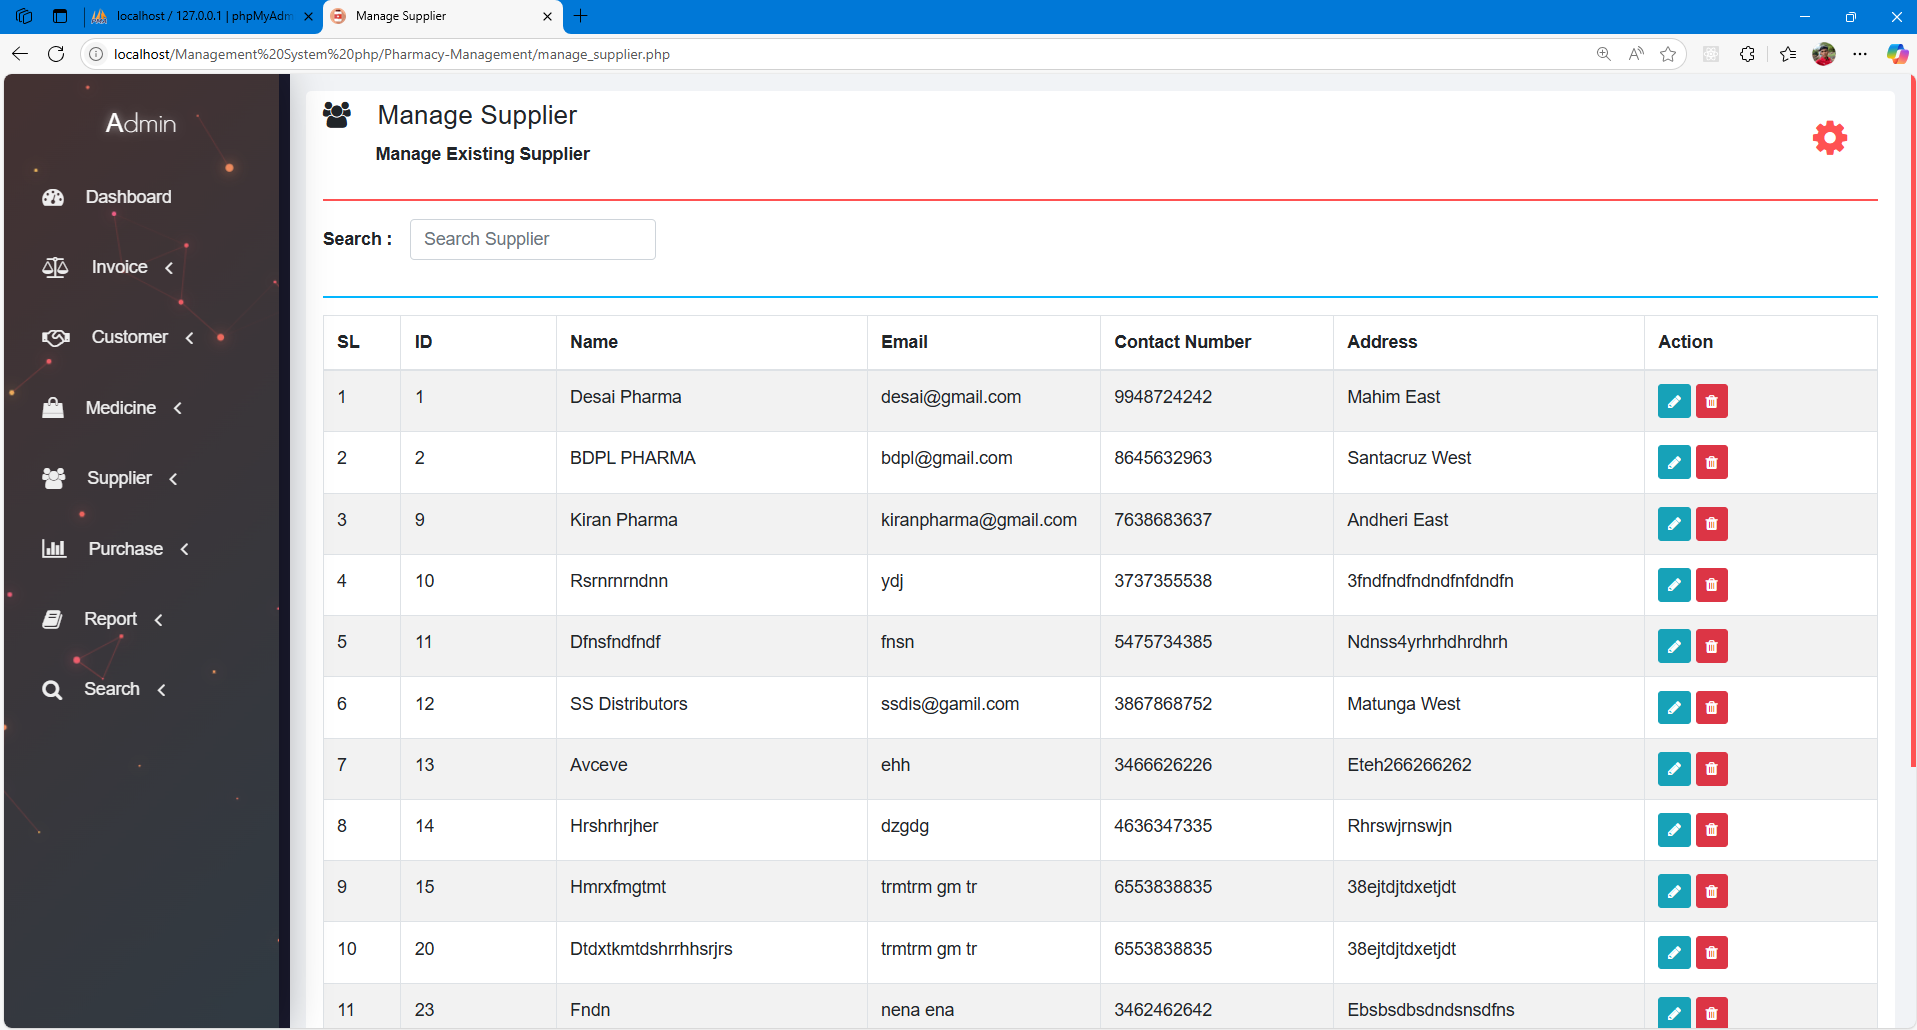 localhost / 127.0.0.1 | phpMyAdm
Manage Supplier
localhost/Management%20System%20php/Pharmacy-Management/manage_supplier.php
Admin
Dashboard
Invoice
Customer
Medicine
Supplier
Purchase
Report
Search
Manage Supplier
Manage Existing Supplier
Search :
Search Supplier
SL ID Name Email Contact Number Address Action
1 1 Desai Pharma desai@gmail.com 9948724242 Mahim East
2 2 BDPL PHARMA bdpl@gmail.com 8645632963 Santacruz West
3 9 Kiran Pharma kiranpharma@gmail.com 7638683637 Andheri East
4 10 Rsrnrnrndnn ydj 3737355538 3fndfndfndndfnfdndfn
5 11 Dfnsfndfndf fnsn 5475734385 Ndnss4yrhrhdhrdhrh
6 12 SS Distributors ssdis@gamil.com 3867868752 Matunga West
7 13 Avceve ehh 3466626226 Eteh266266262
8 14 Hrshrhrjher dzgdg 4636347335 Rhrswjrnswjn
9 15 Hmrxfmgtmt trmtrm gm tr 6553838835 38ejtdjtdxetjdt
10 20 Dtdxtkmtdshrrhhsrjrs trmtrm gm tr 6553838835 38ejtdjtdxetjdt
11 23 Fndn nena ena 3462462642 Ebsbsdbsdndsnsdfns